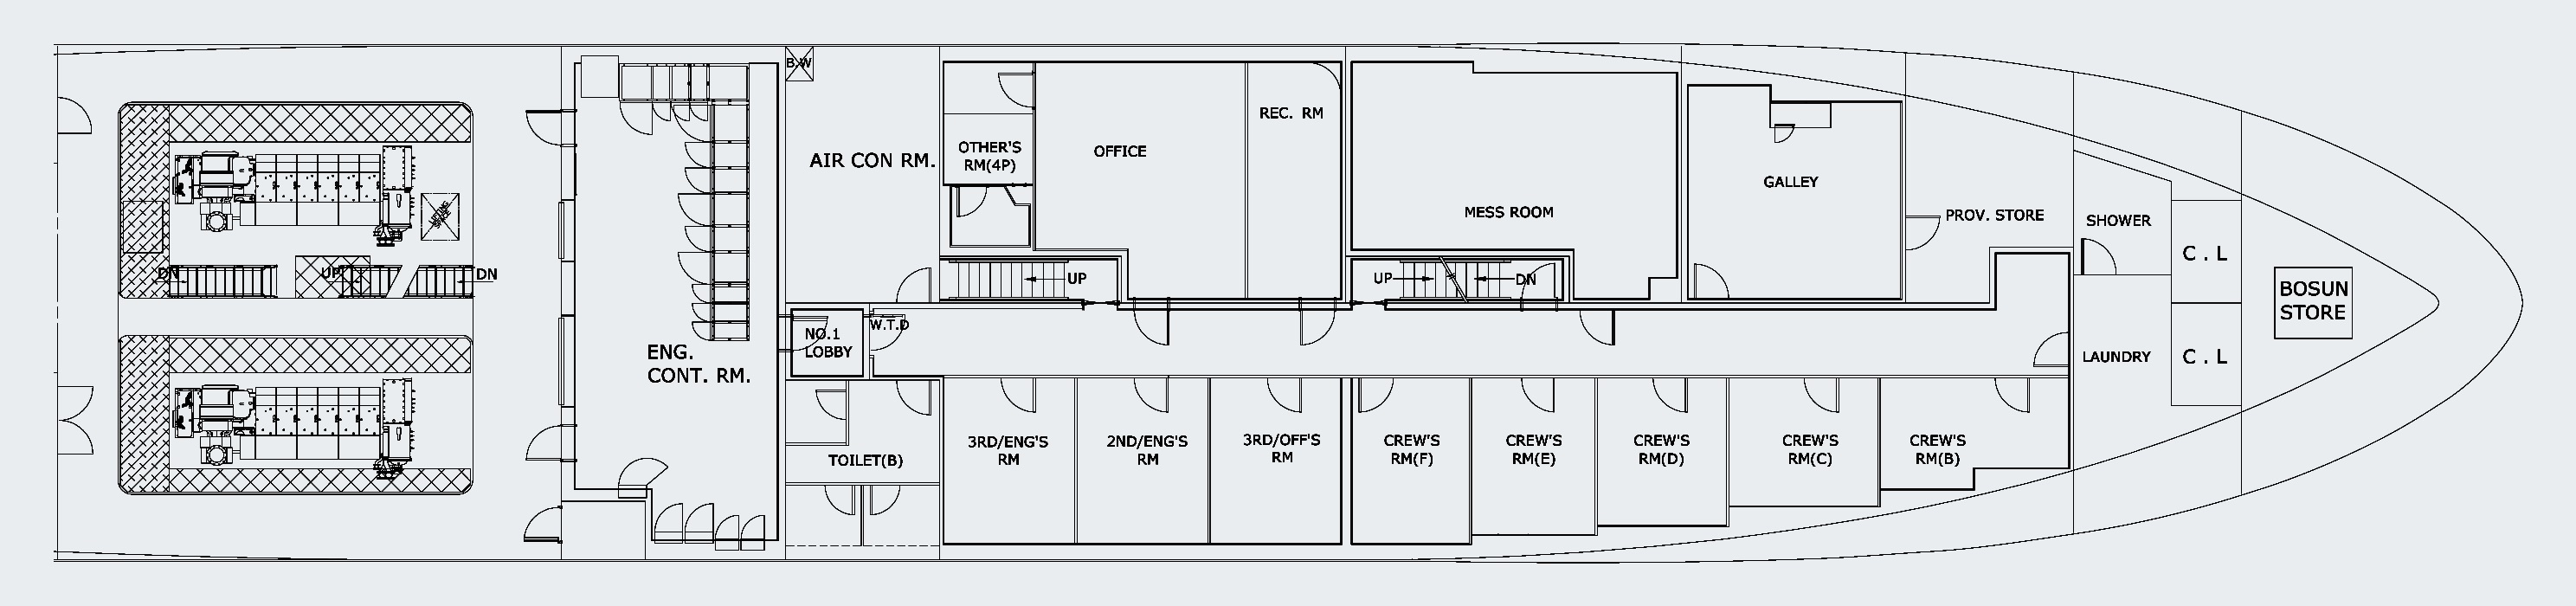 B.W
REC. RM
OTHER'S
RM(4P)
OFFICE
AIR CON RM.
GALLEY
MESS ROOM
PROV. STORE
SHOWER
LIFTING
SPACE
C . L
DN
UP
DN
UP
UP
DN
BOSUN
STORE
W.T.D
NO.1
LOBBY
ENG.
CONT. RM.
LAUNDRY
C . L
3RD/ENG'S
RM
2ND/ENG'S
RM
3RD/OFF'S
RM
CREW'S
RM(F)
CREW'S
RM(E)
CREW'S
RM(D)
CREW'S
RM(C)
CREW'S
RM(B)
TOILET(B)